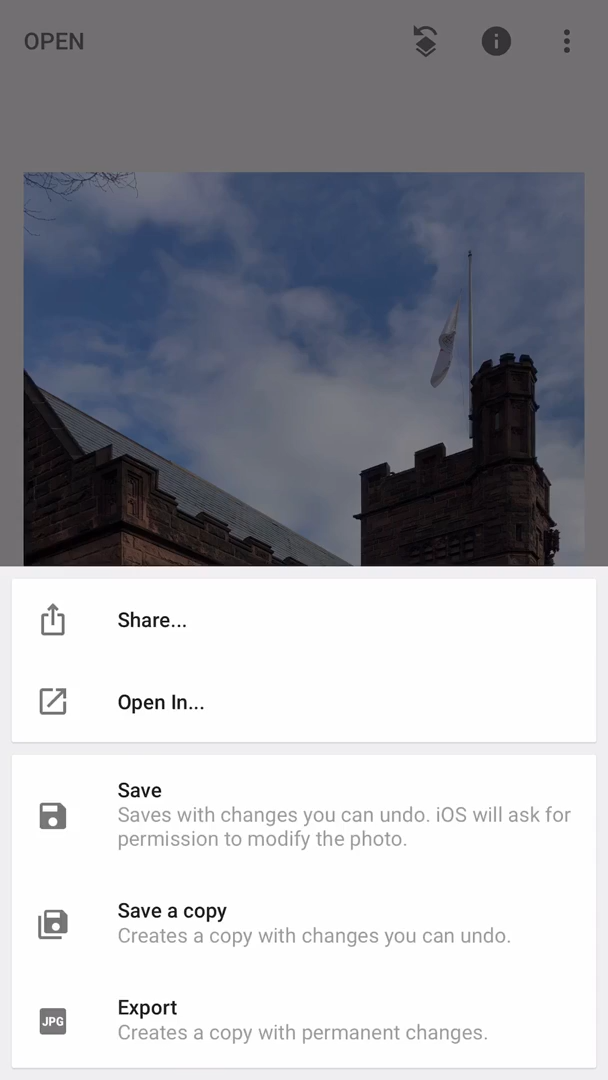 OPEN
Share...
Open In...
Save
Saves with changes you can undo. iOS will ask for
permission to modify the photo.
Save a copy
Creates a copy with changes you can undo.
JPG
Export
Creates a copy with permanent changes.